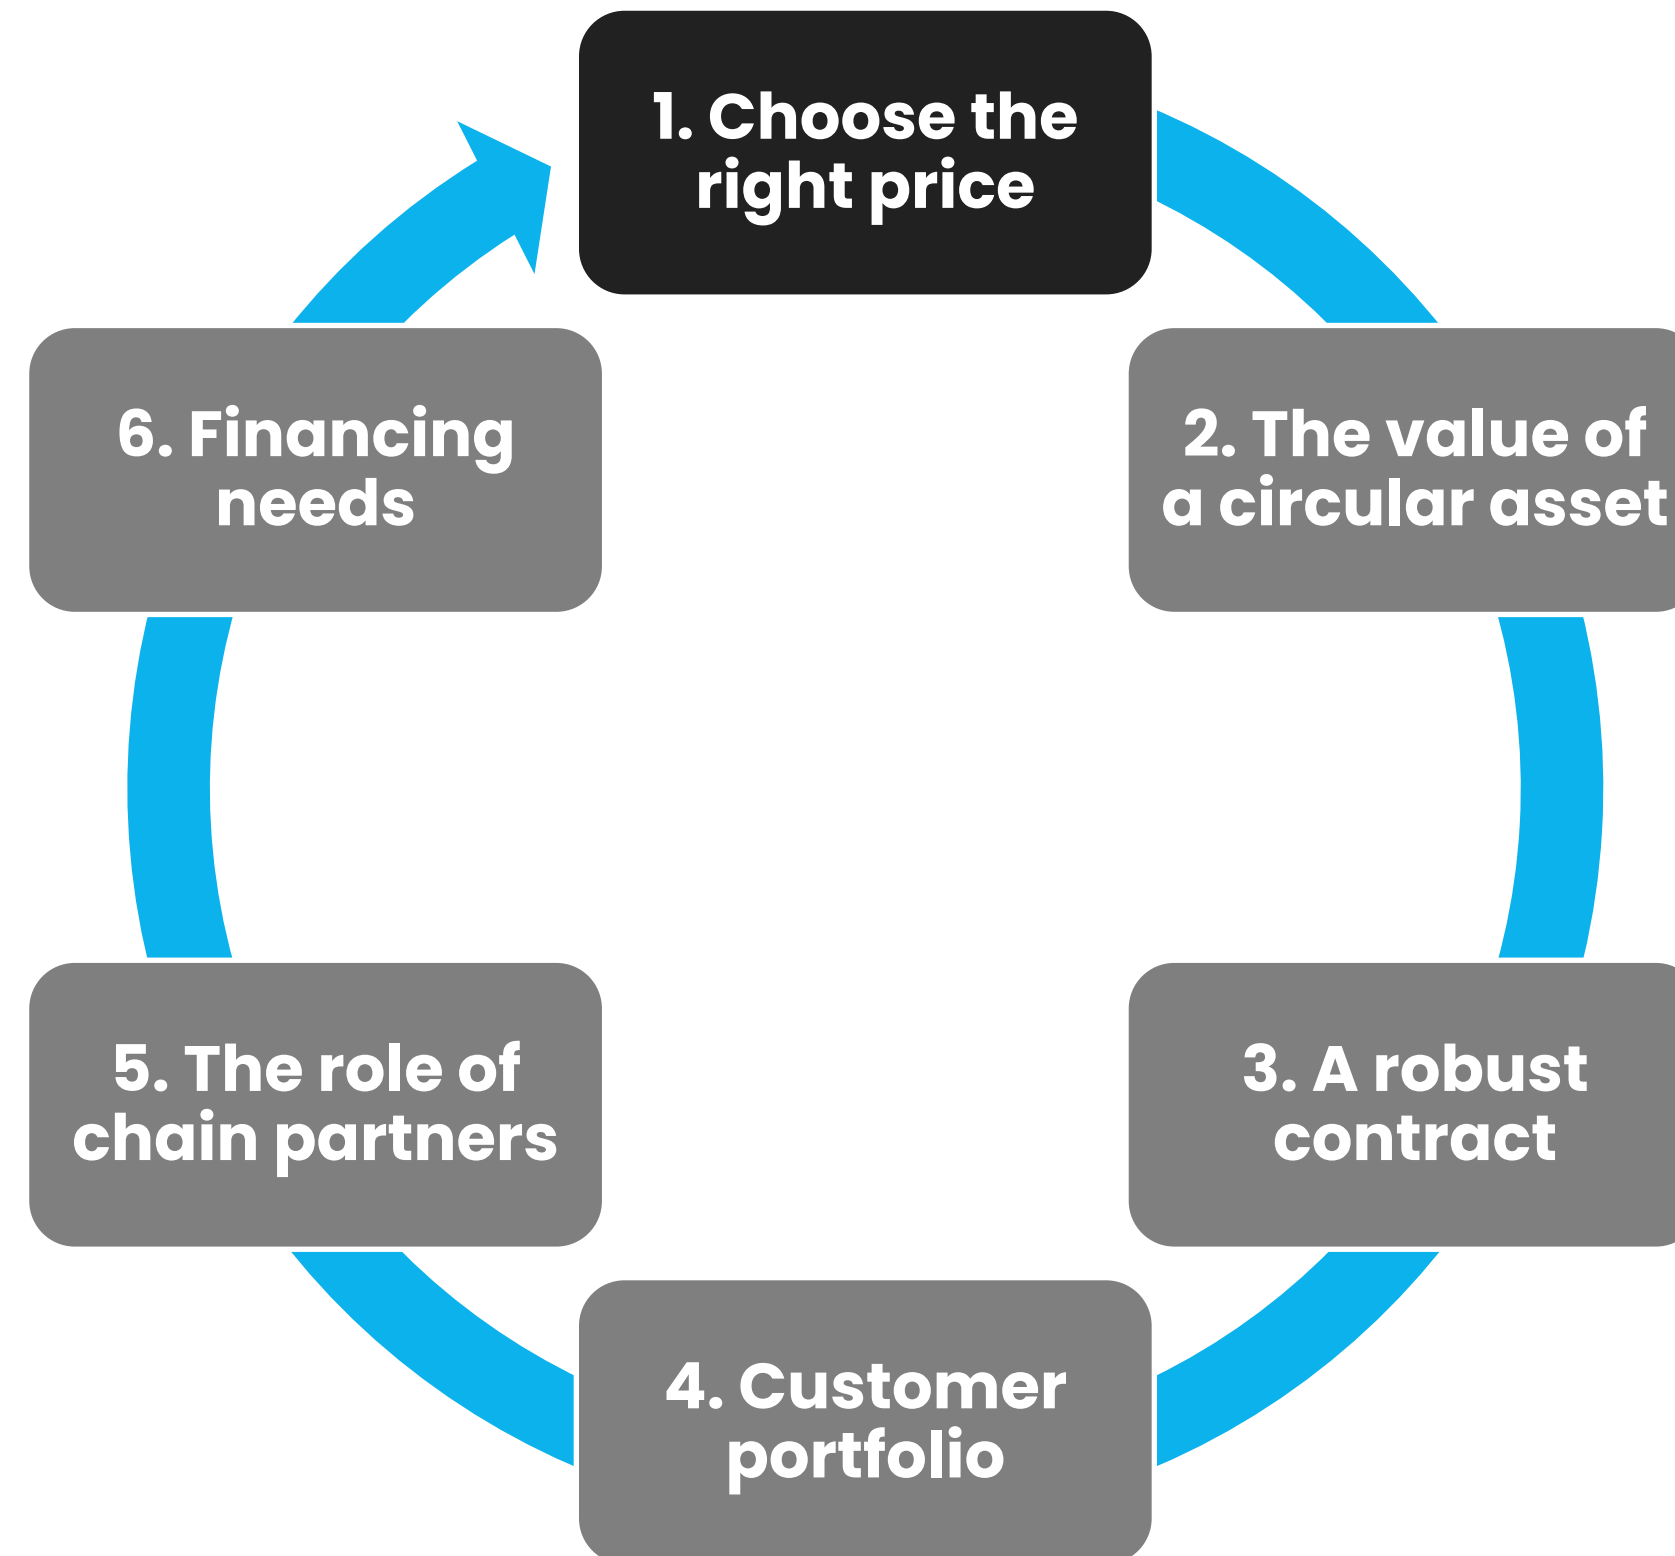 1. Choose the
right price
2. The value of
a circular asset
3. A robust
contract
4. Customer
portfolio
5. The role of
chain partners
6. Financing
needs